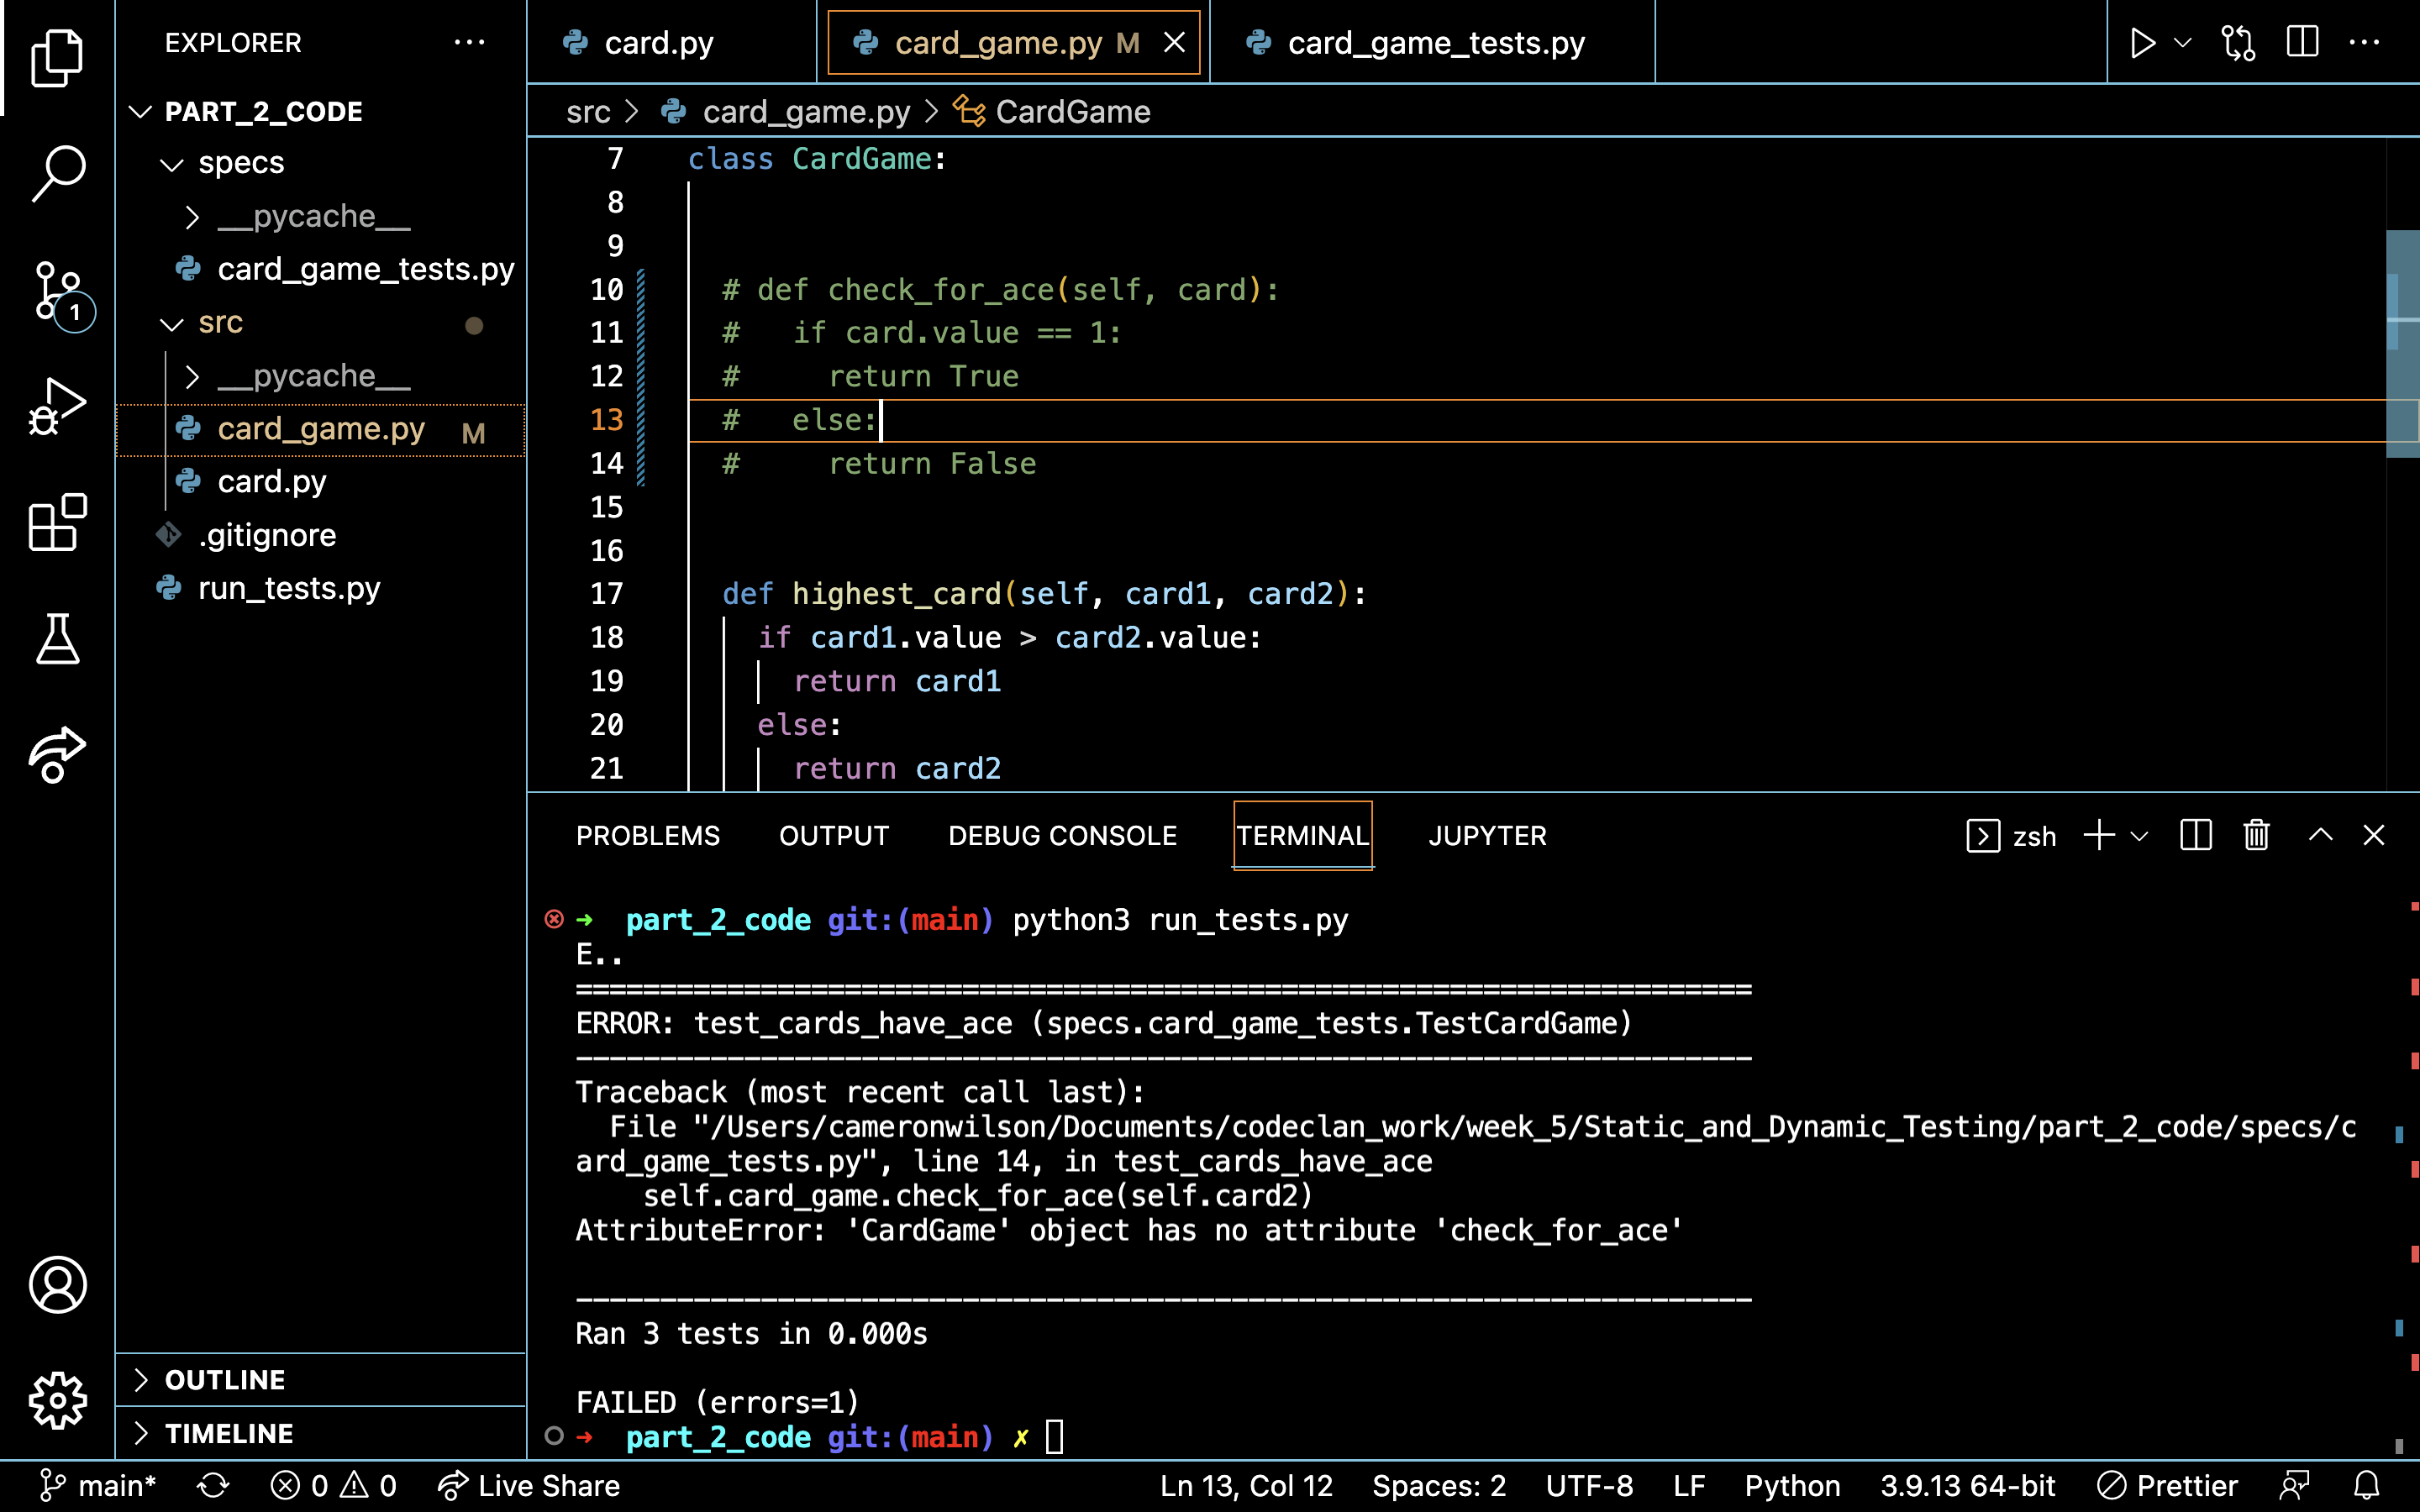 EXPLORER
PART_2_CODE
specs
__pycache__
card_game_tests.py
src
__pycache__
card_game.py M
card.py
.gitignore
run_tests.py
OUTLINE
TIMELINE
card.py
card_game.py M
card_game_tests.py
src > card_game.py > CardGame
7 class CardGame:
8
9
10 # def check_for_ace(self, card):
11 #   if card.value == 1:
12 #     return True
13 #   else:
14 #     return False
15
16
17 def highest_card(self, card1, card2):
18 if card1.value > card2.value:
19 return card1
20 else:
21 return card2
PROBLEMS OUTPUT DEBUG CONSOLE TERMINAL JUPYTER
zsh
➜ part_2_code git:(main) python3 run_tests.py
E..
======================================================================
ERROR: test_cards_have_ace (specs.card_game_tests.TestCardGame)
----------------------------------------------------------------------
Traceback (most recent call last):
File "/Users/cameronwilson/Documents/codeclan_work/week_5/Static_and_Dynamic_Testing/part_2_code/specs/c
ard_game_tests.py", line 14, in test_cards_have_ace
self.card_game.check_for_ace(self.card2)
AttributeError: 'CardGame' object has no attribute 'check_for_ace'
----------------------------------------------------------------------
Ran 3 tests in 0.000s
FAILED (errors=1)
➜ part_2_code git:(main) ✗
1
main* 0 0 Live Share Ln 13, Col 12 Spaces: 2 UTF-8 LF Python 3.9.13 64-bit Prettier